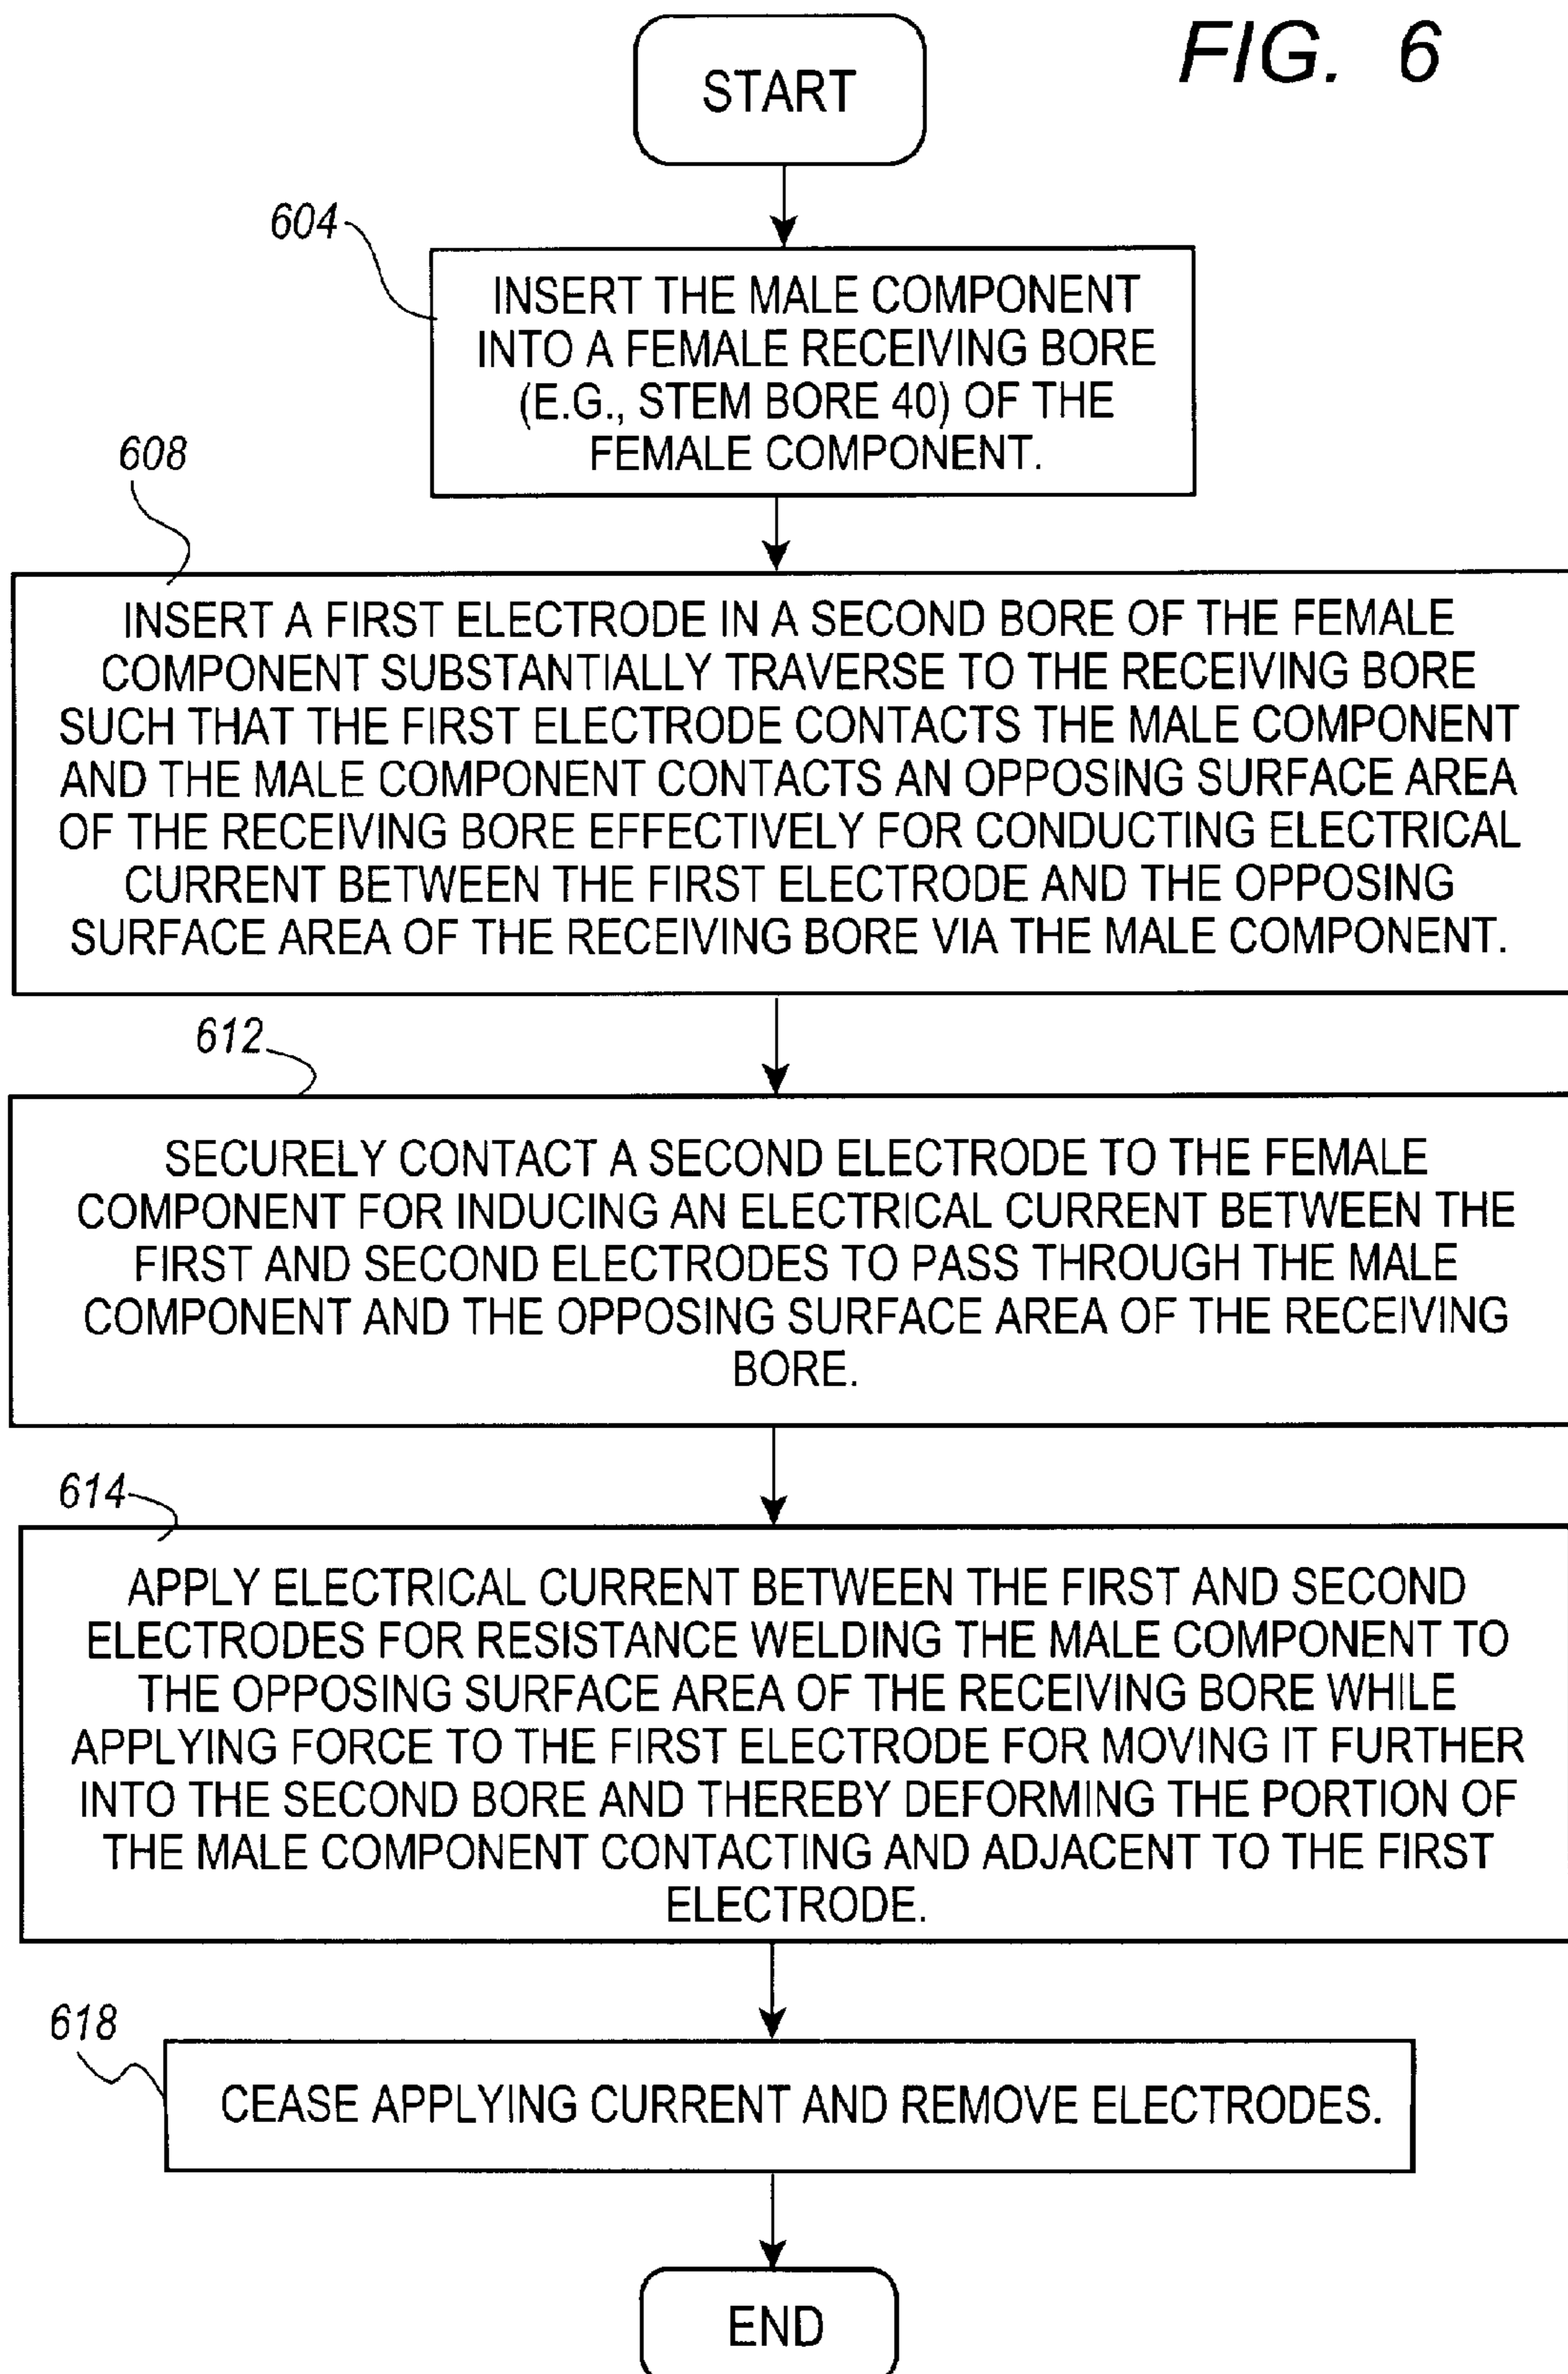 FIG. 6
START
604
INSERT THE MALE COMPONENT
INTO A FEMALE RECEIVING BORE
(E.G., STEM BORE 40) OF THE
FEMALE COMPONENT.
608
INSERT A FIRST ELECTRODE IN A SECOND BORE OF THE FEMALE
COMPONENT SUBSTANTIALLY TRAVERSE TO THE RECEIVING BORE
SUCH THAT THE FIRST ELECTRODE CONTACTS THE MALE COMPONENT
AND THE MALE COMPONENT CONTACTS AN OPPOSING SURFACE AREA
OF THE RECEIVING BORE EFFECTIVELY FOR CONDUCTING ELECTRICAL
CURRENT BETWEEN THE FIRST ELECTRODE AND THE OPPOSING
SURFACE AREA OF THE RECEIVING BORE VIA THE MALE COMPONENT.
612
SECURELY CONTACT A SECOND ELECTRODE TO THE FEMALE
COMPONENT FOR INDUCING AN ELECTRICAL CURRENT BETWEEN THE
FIRST AND SECOND ELECTRODES TO PASS THROUGH THE MALE
COMPONENT AND THE OPPOSING SURFACE AREA OF THE RECEIVING
BORE.
614
APPLY ELECTRICAL CURRENT BETWEEN THE FIRST AND SECOND
ELECTRODES FOR RESISTANCE WELDING THE MALE COMPONENT TO
THE OPPOSING SURFACE AREA OF THE RECEIVING BORE WHILE
APPLYING FORCE TO THE FIRST ELECTRODE FOR MOVING IT FURTHER
INTO THE SECOND BORE AND THEREBY DEFORMING THE PORTION OF
THE MALE COMPONENT CONTACTING AND ADJACENT TO THE FIRST
ELECTRODE.
618
CEASE APPLYING CURRENT AND REMOVE ELECTRODES.
END